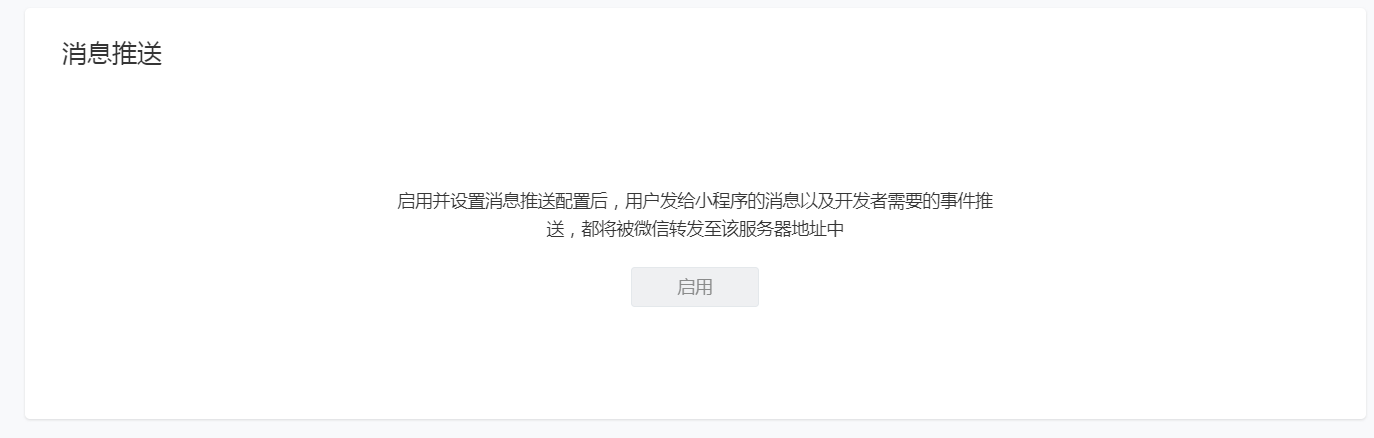 消息推送
启用并设置消息推送配置后，用户发给小程序的消息以及开发者需要的事件推
送，都将被微信转发至该服务器地址中
启用